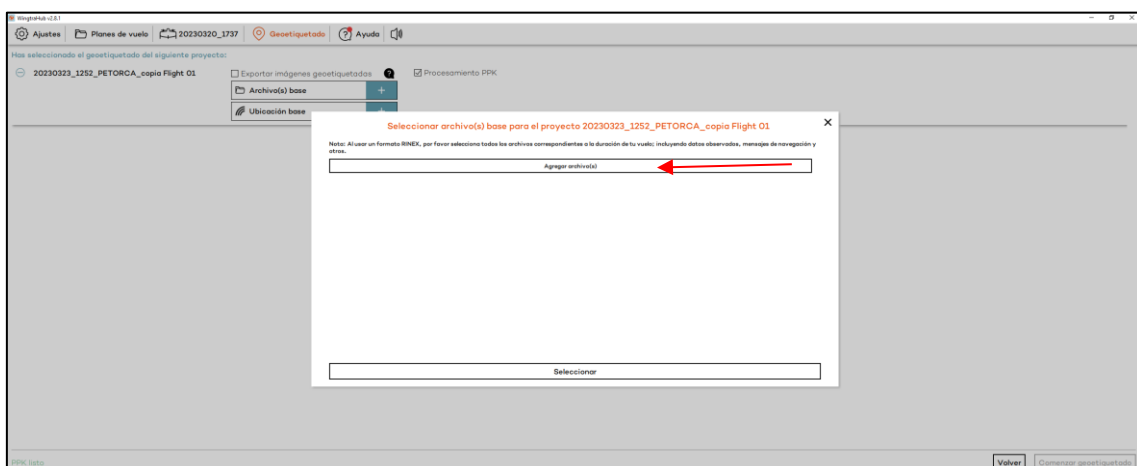 WingtraHub v2.8.1
Ajustes Planes de vuelo 20230320_1737 Geoetiquetado Ayuda
Has seleccionado el geoetiquetado del siguiente proyecto:
20230323_1252_PETORCA_copia Flight 01 Exportar imágenes geoetiquetadas ? Procesamiento PPK
Archivo(s) base +
Ubicación base +
Seleccionar archivo(s) base para el proyecto 20230323_1252_PETORCA_copia Flight 01
Nota: Al usar un formato RINEX, por favor selecciona todos los archivos correspondientes a la duración de tu vuelo; incluyendo datos observados, mensajes de navegación y
otros.
Agregar archivo(s)
Seleccionar
PPK listo Volver Comenzar geoetiquetado